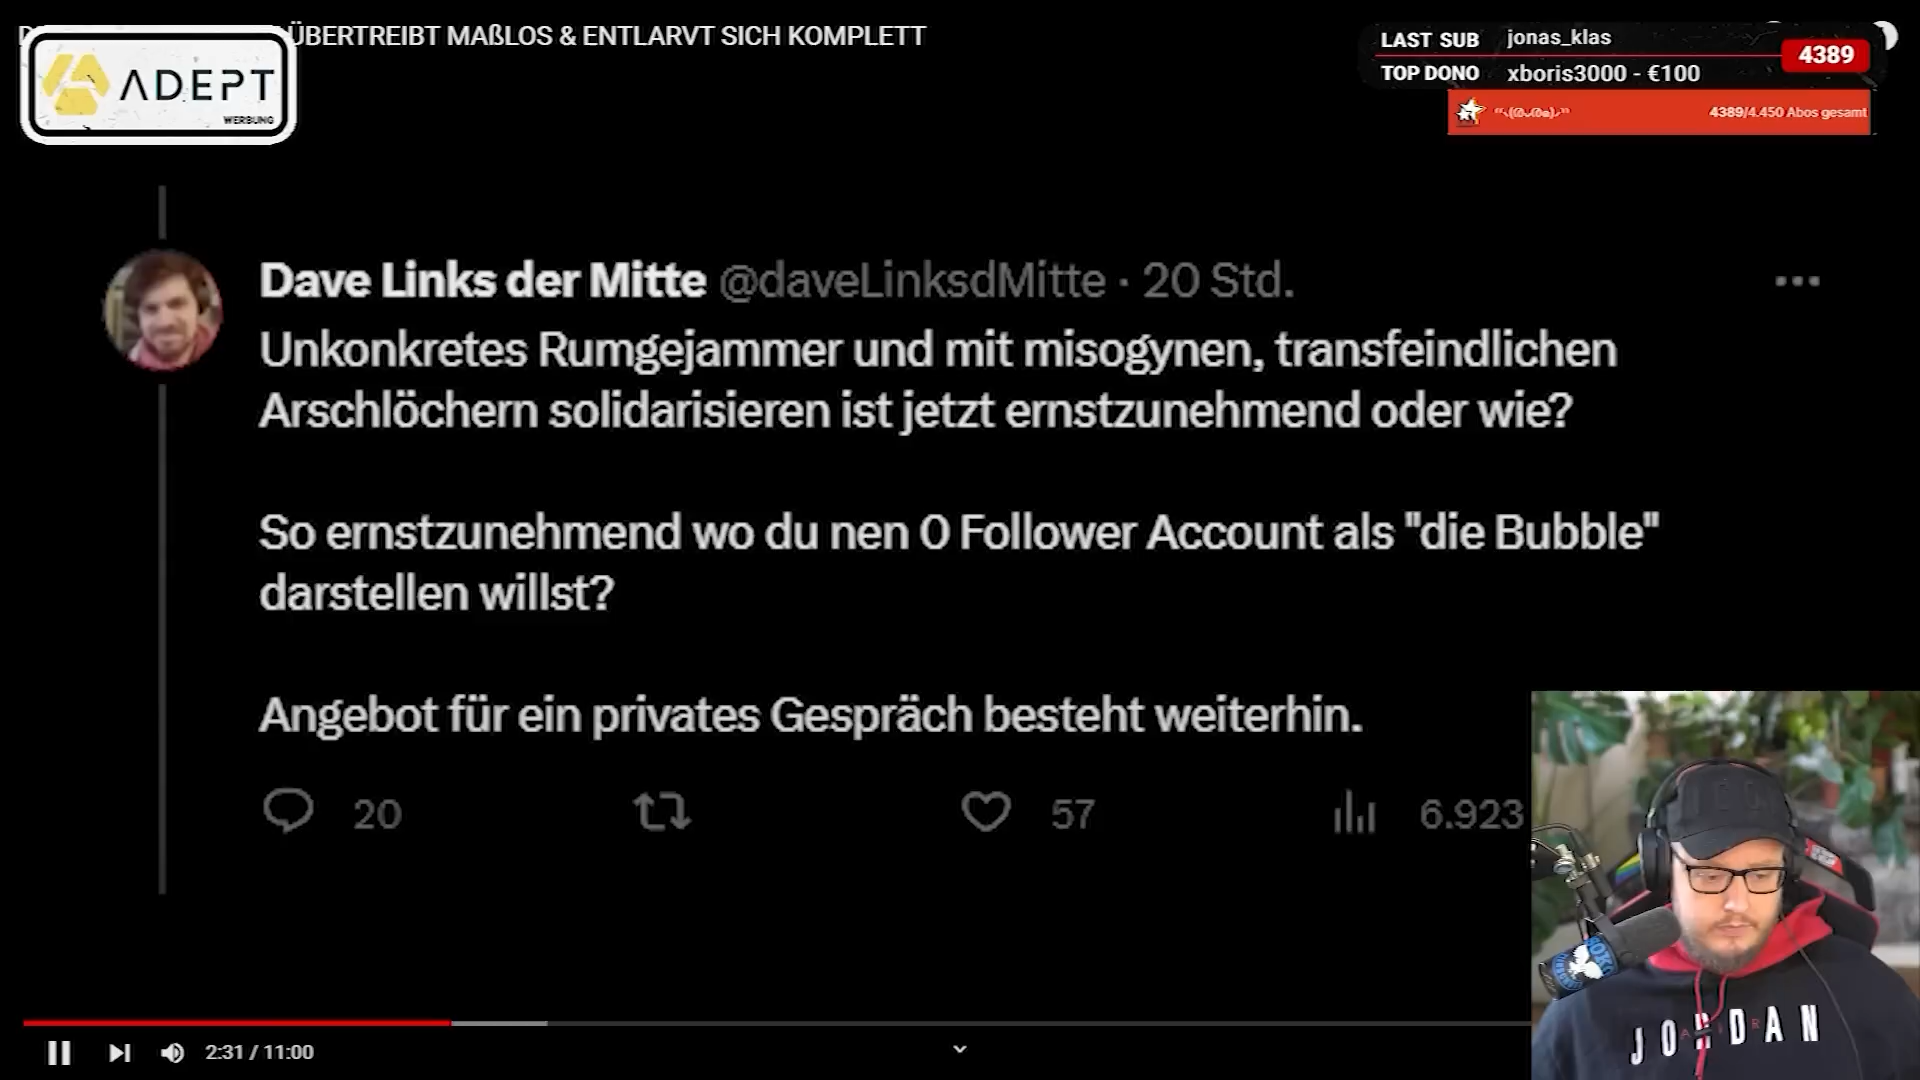 ÜBERTREIBT MAßLOS & ENTLARVT SICH KOMPLETT
ADEPT
WERBUNG
LAST SUB jonas_klas
TOP DONO xboris3000 - €100
4389
4389/4.450 Abos gesamt
Dave Links der Mitte @daveLinksdMitte · 20 Std.
Unkonkretes Rumgejammer und mit misogynen, transfeindlichen
Arschlöchern solidarisieren ist jetzt ernstzunehmend oder wie?
So ernstzunehmend wo du nen 0 Follower Account als "die Bubble"
darstellen willst?
Angebot für ein privates Gespräch besteht weiterhin.
20 57 6.923
2:31 / 11:00
JORDAN